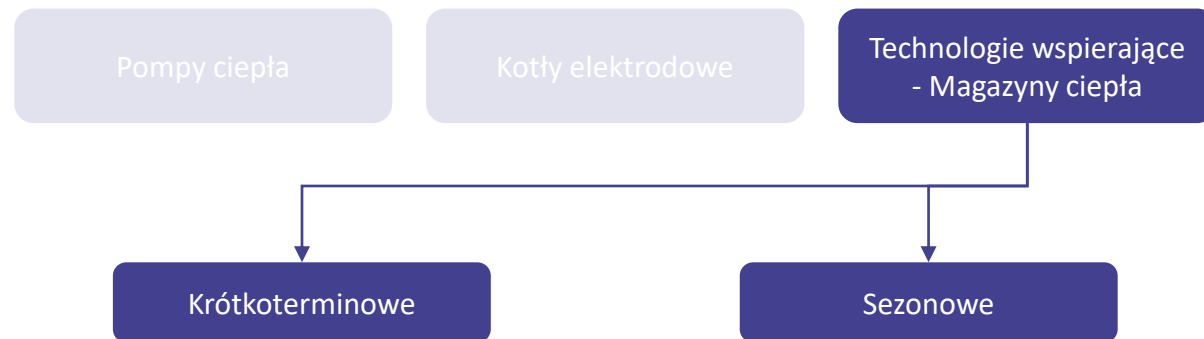 Pompy ciepła
Kotły elektrodowe
Technologie wspierające
- Magazyny ciepła
Krótkoterminowe
Sezonowe